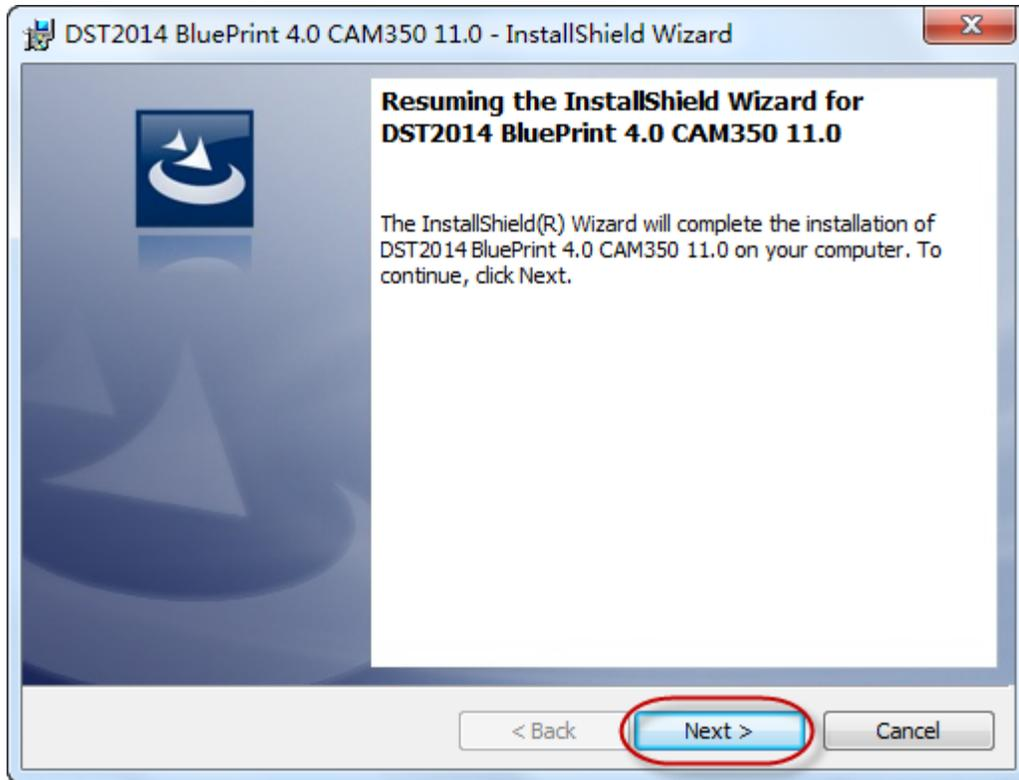 DST2014 BluePrint 4.0 CAM350 11.0 - InstallShield Wizard
Resuming the InstallShield Wizard for
DST2014 BluePrint 4.0 CAM350 11.0
The InstallShield(R) Wizard will complete the installation of
DST2014 BluePrint 4.0 CAM350 11.0 on your computer. To
continue, click Next.
< Back Next > Cancel